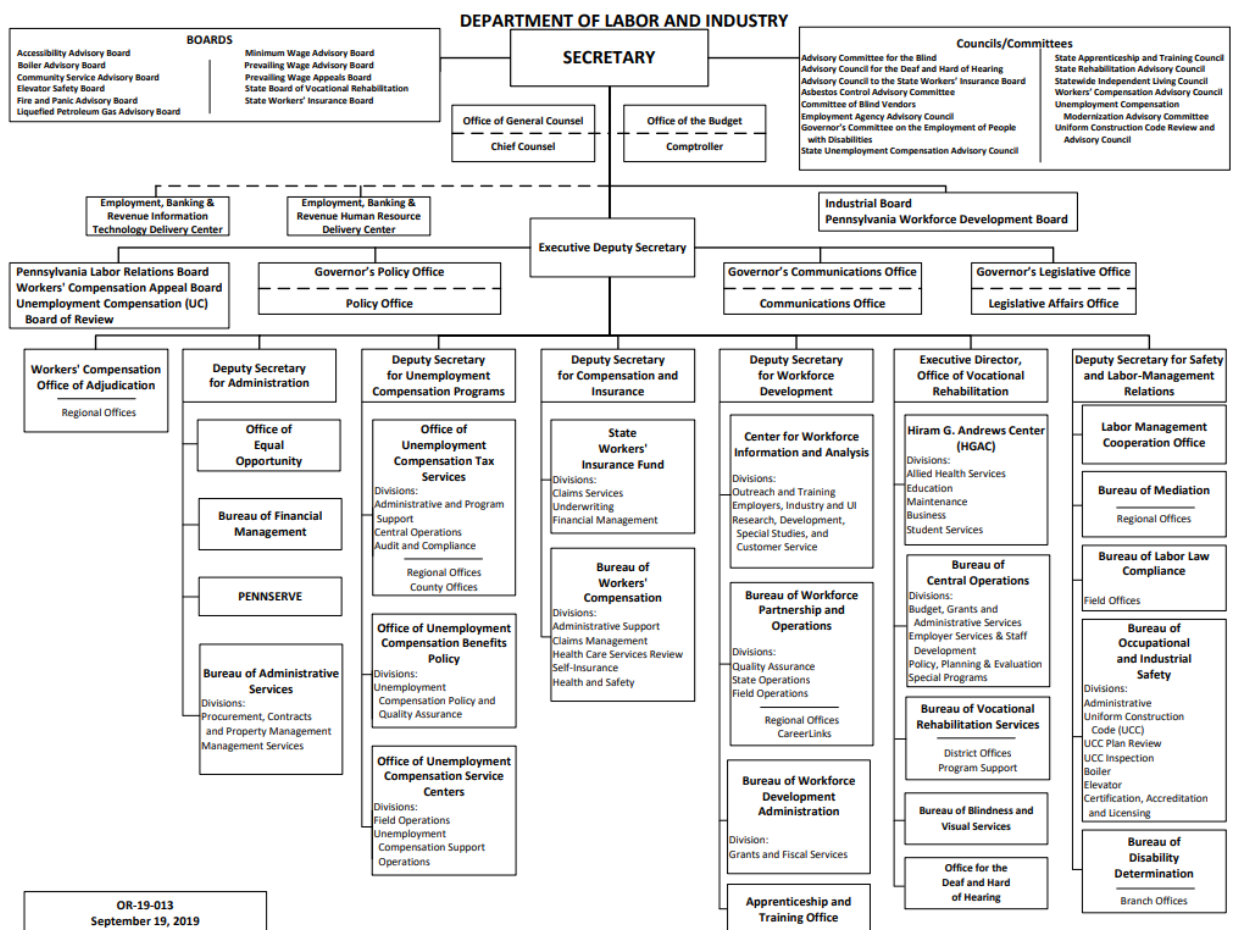 DEPARTMENT OF LABOR AND INDUSTRY
BOARDS
Accessibility Advisory Board
Boiler Advisory Board
Community Service Advisory Board
Elevator Safety Board
Fire and Panic Advisory Board
Liquefied Petroleum Gas Advisory Board
Minimum Wage Advisory Board
Prevailing Wage Advisory Board
Prevailing Wage Appeals Board
State Board of Vocational Rehabilitation
State Workers' Insurance Board
SECRETARY
Councils/Committees
Advisory Committee for the Blind
Advisory Council for the Deaf and Hard of Hearing
Advisory Council to the State Workers' Insurance Board
Asbestos Control Advisory Committee
Committee of Blind Vendors
Employment Agency Advisory Council
Governor's Committee on the Employment of People
with Disabilities
State Unemployment Compensation Advisory Council
State Apprenticeship and Training Council
State Rehabilitation Advisory Council
Statewide Independent Living Council
Workers' Compensation Advisory Council
Unemployment Compensation
Modernization Advisory Committee
Uniform Construction Code Review and
Advisory Council
Office of General Counsel
Chief Counsel
Office of the Budget
Comptroller
Employment, Banking &
Revenue Information
Technology Delivery Center
Employment, Banking &
Revenue Human Resource
Delivery Center
Industrial Board
Pennsylvania Workforce Development Board
Executive Deputy Secretary
Pennsylvania Labor Relations Board
Workers' Compensation Appeal Board
Unemployment Compensation (UC)
Board of Review
Governor's Policy Office
Policy Office
Governor's Communications Office
Communications Office
Governor's Legislative Office
Legislative Affairs Office
Workers' Compensation
Office of Adjudication
Regional Offices
Deputy Secretary
for Administration
Office of
Equal
Opportunity
Bureau of Financial
Management
PENNSERVE
Bureau of Administrative
Services
Divisions:
Procurement, Contracts
and Property Management
Management Services
Deputy Secretary
for Unemployment
Compensation Programs
Office of
Unemployment
Compensation Tax
Services
Divisions:
Administrative and Program
Support
Central Operations
Audit and Compliance
Regional Offices
County Offices
Office of Unemployment
Compensation Benefits
Policy
Divisions:
Unemployment
Compensation Policy and
Quality Assurance
Office of Unemployment
Compensation Service
Centers
Divisions:
Field Operations
Unemployment
Compensation Support
Operations
Deputy Secretary
for Compensation and
Insurance
State
Workers'
Insurance Fund
Divisions:
Claims Services
Underwriting
Financial Management
Bureau of
Workers'
Compensation
Divisions:
Administrative Support
Claims Management
Health Care Services Review
Self-Insurance
Health and Safety
Deputy Secretary
for Workforce
Development
Center for Workforce
Information and Analysis
Divisions:
Outreach and Training
Employers, Industry and UI
Research, Development,
Special Studies, and
Customer Service
Bureau of Workforce
Partnership and
Operations
Divisions:
Quality Assurance
State Operations
Field Operations
Regional Offices
CareerLinks
Bureau of Workforce
Development
Administration
Division:
Grants and Fiscal Services
Apprenticeship and
Training Office
Executive Director,
Office of Vocational
Rehabilitation
Hiram G. Andrews Center
(HGAC)
Divisions:
Allied Health Services
Education
Maintenance
Business
Student Services
Bureau of
Central Operations
Divisions:
Budget, Grants and
Administrative Services
Employer Services & Staff
Development
Policy, Planning & Evaluation
Special Programs
Bureau of Vocational
Rehabilitation Services
District Offices
Program Support
Bureau of Blindness and
Visual Services
Office for the
Deaf and Hard
of Hearing
Deputy Secretary for Safety
and Labor-Management
Relations
Labor Management
Cooperation Office
Bureau of Mediation
Regional Offices
Bureau of Labor Law
Compliance
Field Offices
Bureau of
Occupational
and Industrial
Safety
Divisions:
Administrative
Uniform Construction
Code (UCC)
UCC Plan Review
UCC Inspection
Boiler
Elevator
Certification, Accreditation
and Licensing
Bureau of
Disability
Determination
Branch Offices
OR-19-013
September 19, 2019